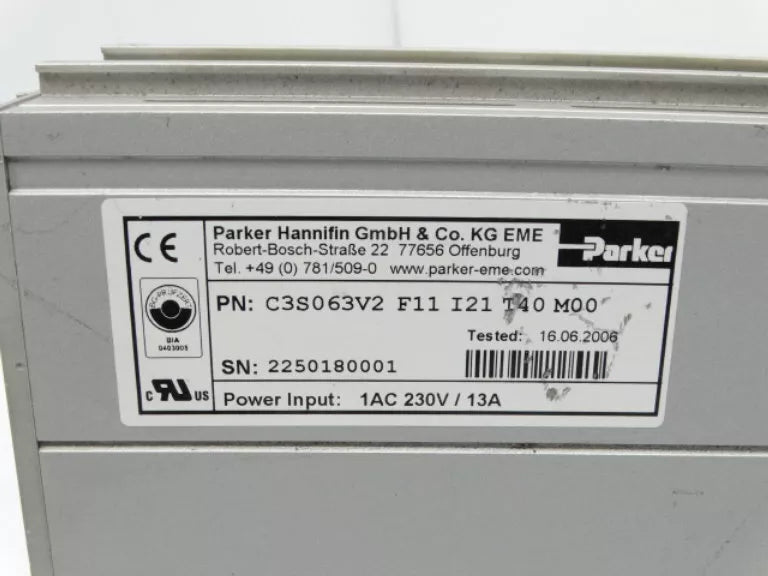 CE
Parker Hannifin GmbH & Co. KG EME
Robert-Bosch-Straße 22 77656 Offenburg
Tel. +49 (0) 781/509-0 www.parker-eme.com
Parker
PN: C3S063V2 F11 I21 T40 M00
BIA
0403005
Tested: 16.06.2006
SN: 2250180001
c RU US
Power Input: 1AC 230V / 13A